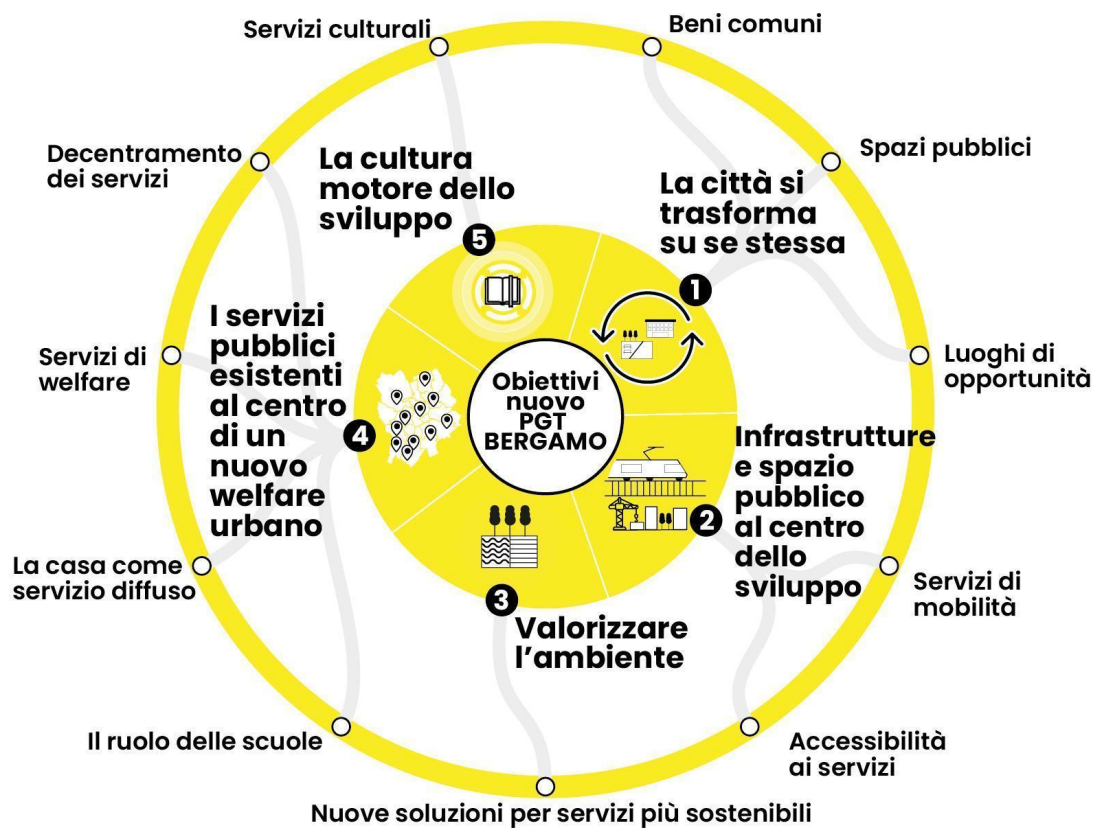 Servizi culturali
Beni comuni
Decentramento
dei servizi
Spazi pubblici
La cultura
motore dello
sviluppo
5
La città si
trasforma
su se stessa
1
I servizi
pubblici
esistenti
al centro
di un
nuovo
welfare
urbano
4
Servizi di
welfare
Luoghi di
opportunità
Obiettivi
nuovo
PGT
BERGAMO
Infrastrutture
e spazio
pubblico
al centro
dello
sviluppo
2
La casa come
servizio diffuso
Servizi di
mobilità
3
Valorizzare
l'ambiente
Il ruolo delle scuole
Accessibilità
ai servizi
Nuove soluzioni per servizi più sostenibili